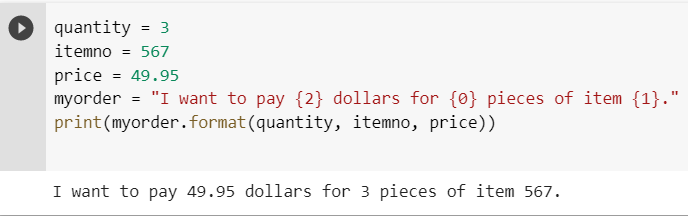 quantity = 3
itemno = 567
price = 49.95
myorder = "I want to pay {2} dollars for {0} pieces of item {1}."
print(myorder.format(quantity, itemno, price))
I want to pay 49.95 dollars for 3 pieces of item 567.